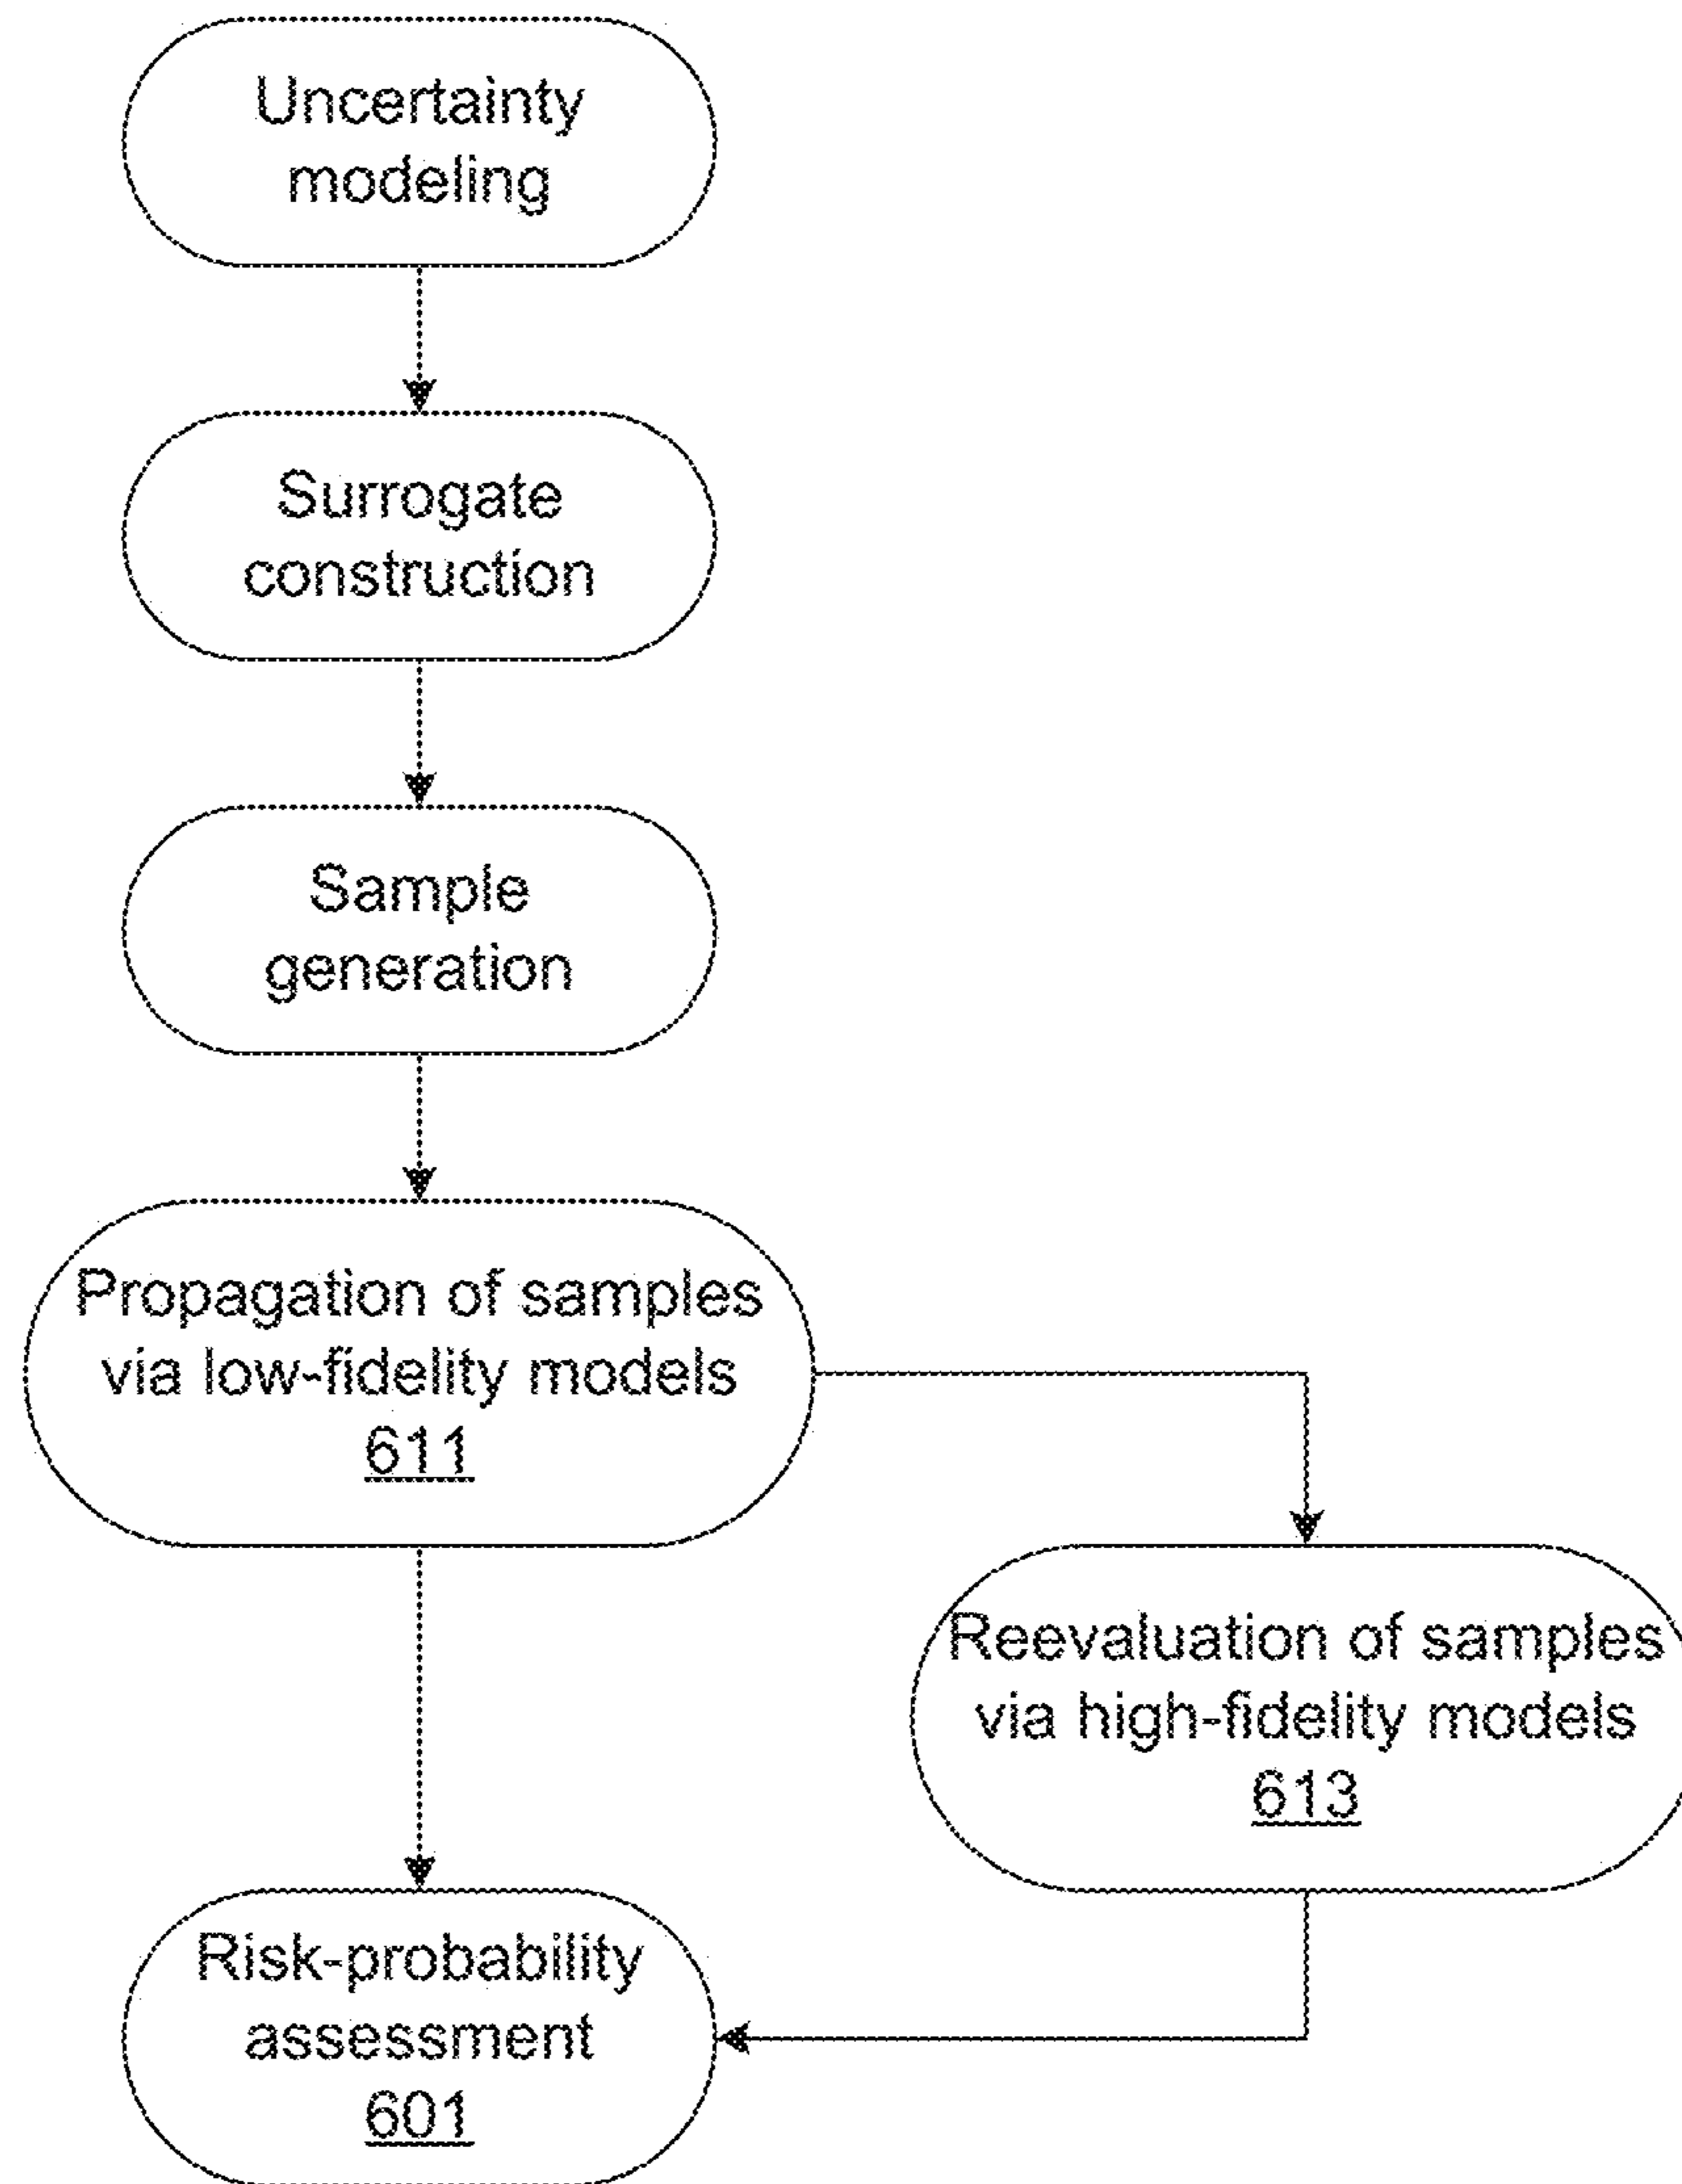 Uncertainty
modeling
Surrogate
construction
Sample
generation
Propagation of samples
via low-fidelity models
611
Reevaluation of samples
via high-fidelity models
613
Risk-probability
assessment
601